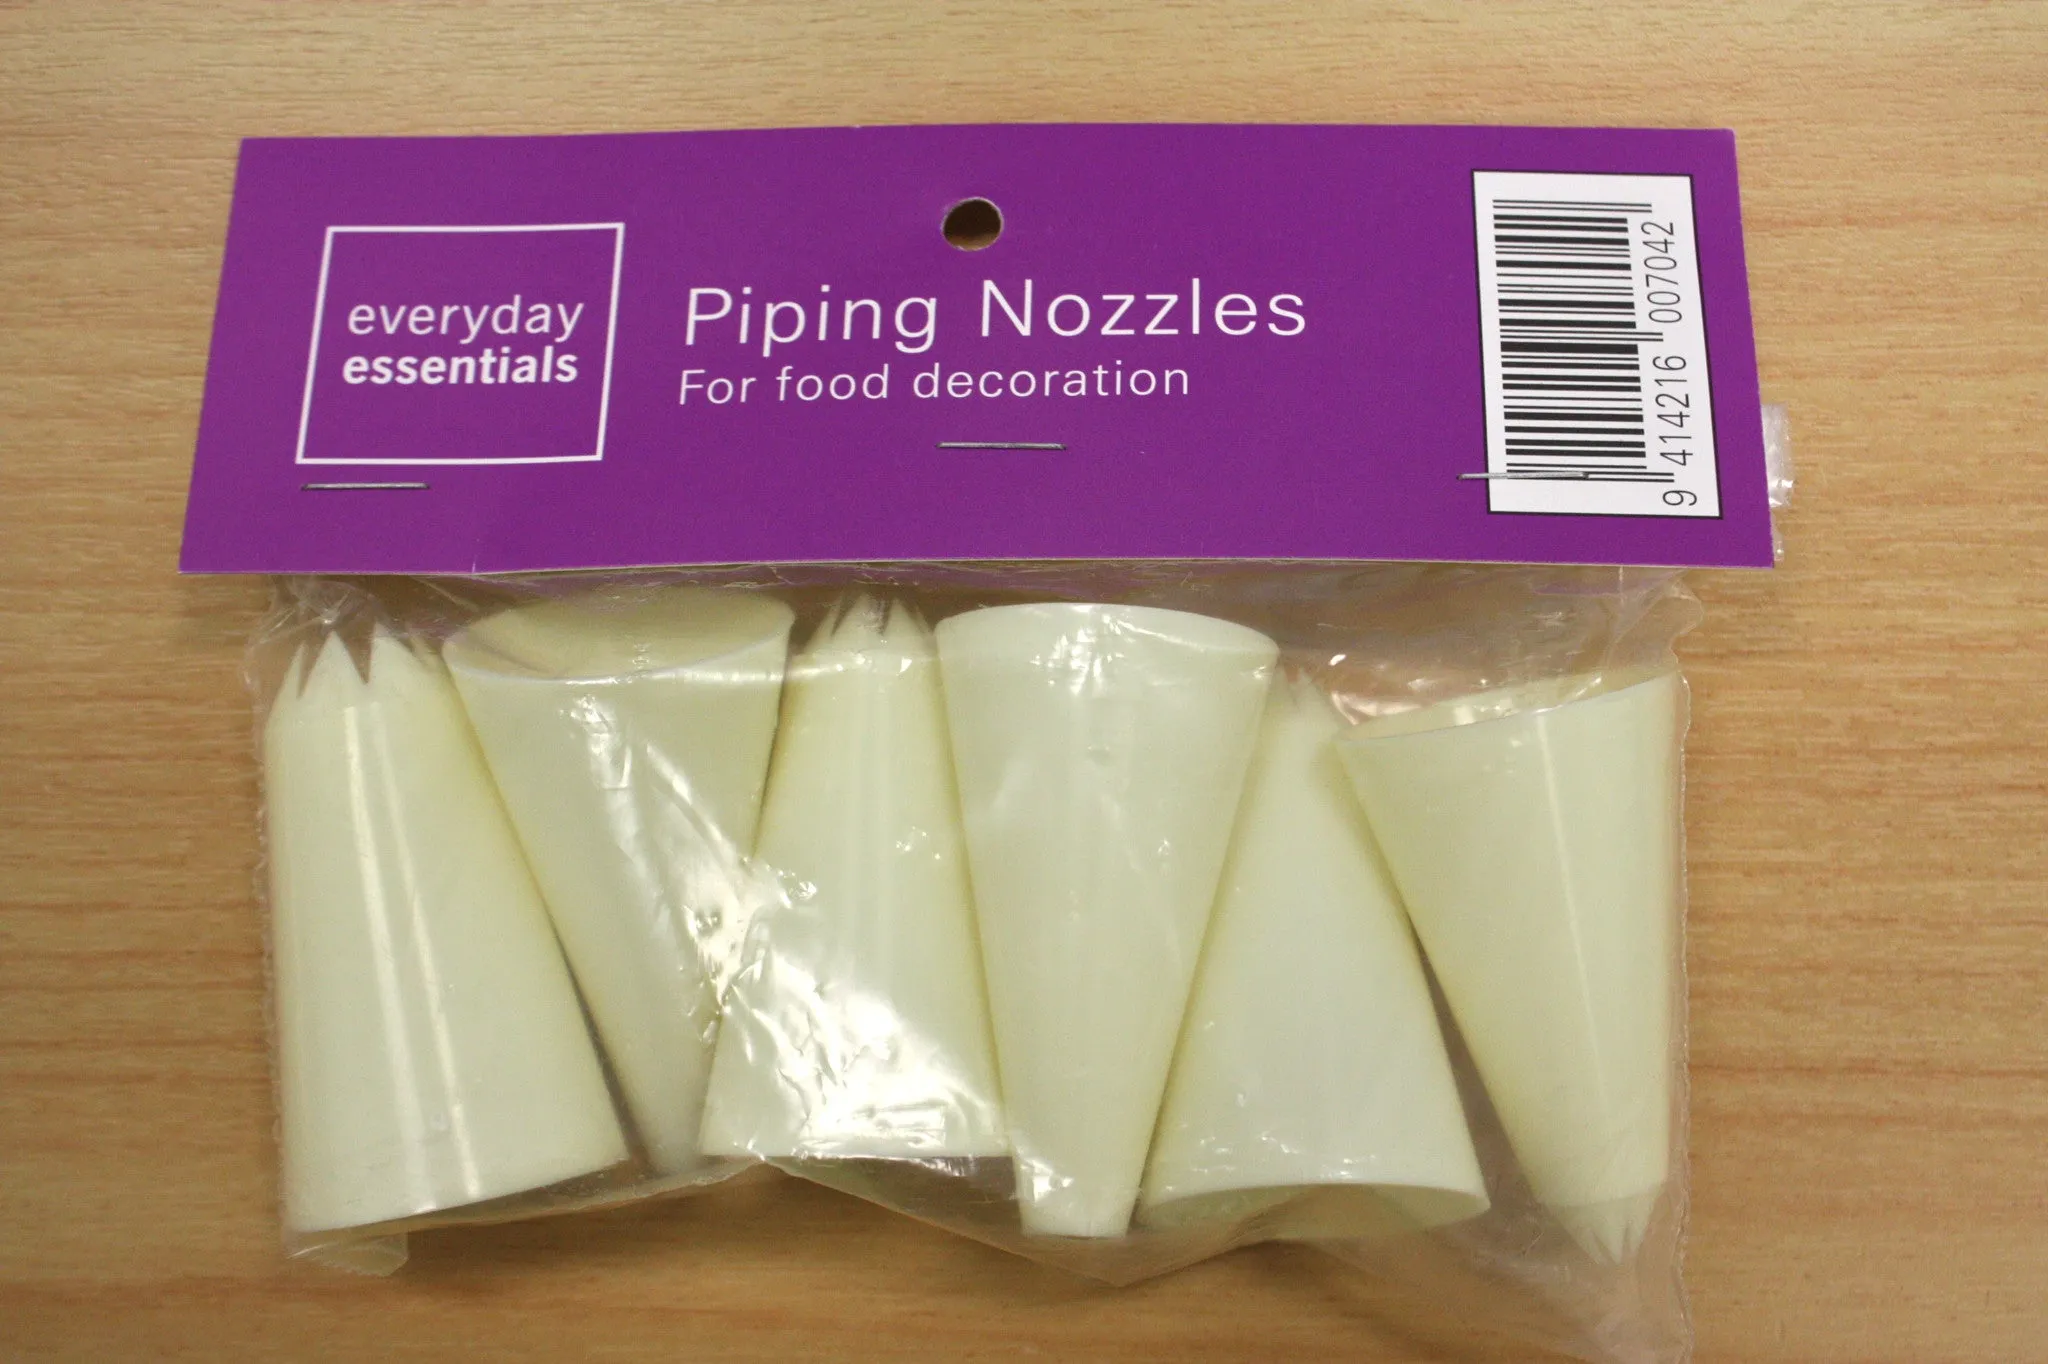 everyday
essentials
Piping Nozzles
For food decoration
9 414216 007042